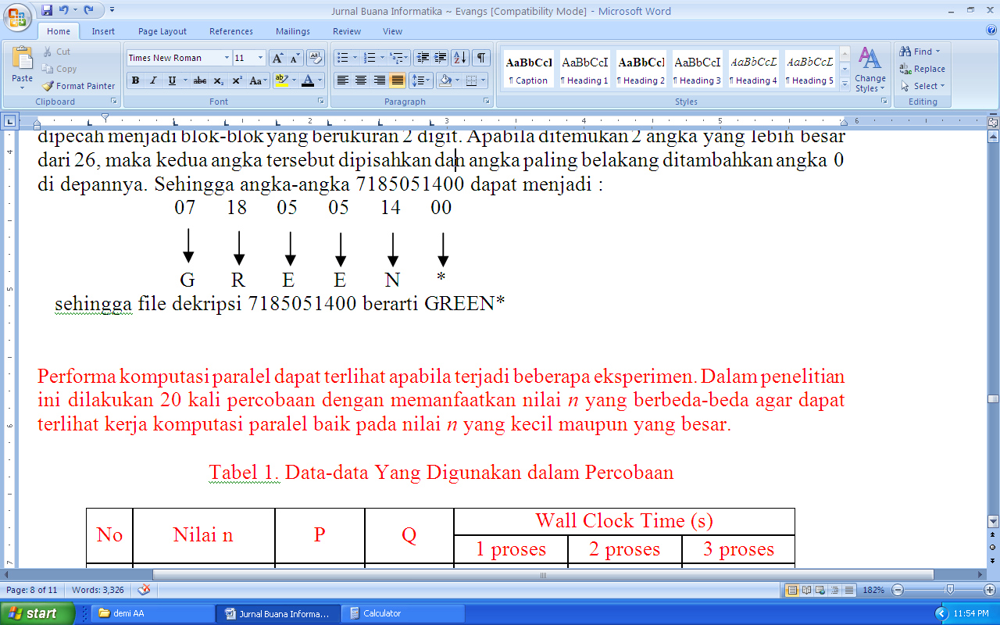 Jurnal Buana Informatika ~ Evangs [Compatibility Mode] - Microsoft Word
Home Insert Page Layout References Mailings Review View
Paste
Cut
Copy
Format Painter
Clipboard
Times New Roman 11
Font
Paragraph
AaBbCcI AaBbCcI AaBbCcI AaBbCcI AaBbCcL AaBbCcL
¶ Caption ¶ Heading 1 ¶ Heading 2 ¶ Heading 3 ¶ Heading 4 ¶ Heading 5
Change Styles
Styles
Find
Replace
Select
Editing
1 2 3 4 5 6
dipecah menjadi blok-blok yang berukuran 2 digit. Apabila ditemukan 2 angka yang lebih besar
dari 26, maka kedua angka tersebut dipisahkan dan angka paling belakang ditambahkan angka 0
di depannya. Sehingga angka-angka 7185051400 dapat menjadi :
07 18 05 05 14 00
G R E E N *
sehingga file dekripsi 7185051400 berarti GREEN*
Performa komputasi paralel dapat terlihat apabila terjadi beberapa eksperimen. Dalam penelitian
ini dilakukan 20 kali percobaan dengan memanfaatkan nilai n yang berbeda-beda agar dapat
terlihat kerja komputasi paralel baik pada nilai n yang kecil maupun yang besar.
Tabel 1. Data-data Yang Digunakan dalam Percobaan
No Nilai n P Q Wall Clock Time (s)
1 proses 2 proses 3 proses
Page: 8 of 11 Words: 3,326 182%
start demi AA Jurnal Buana Informa... Calculator 11:54 PM